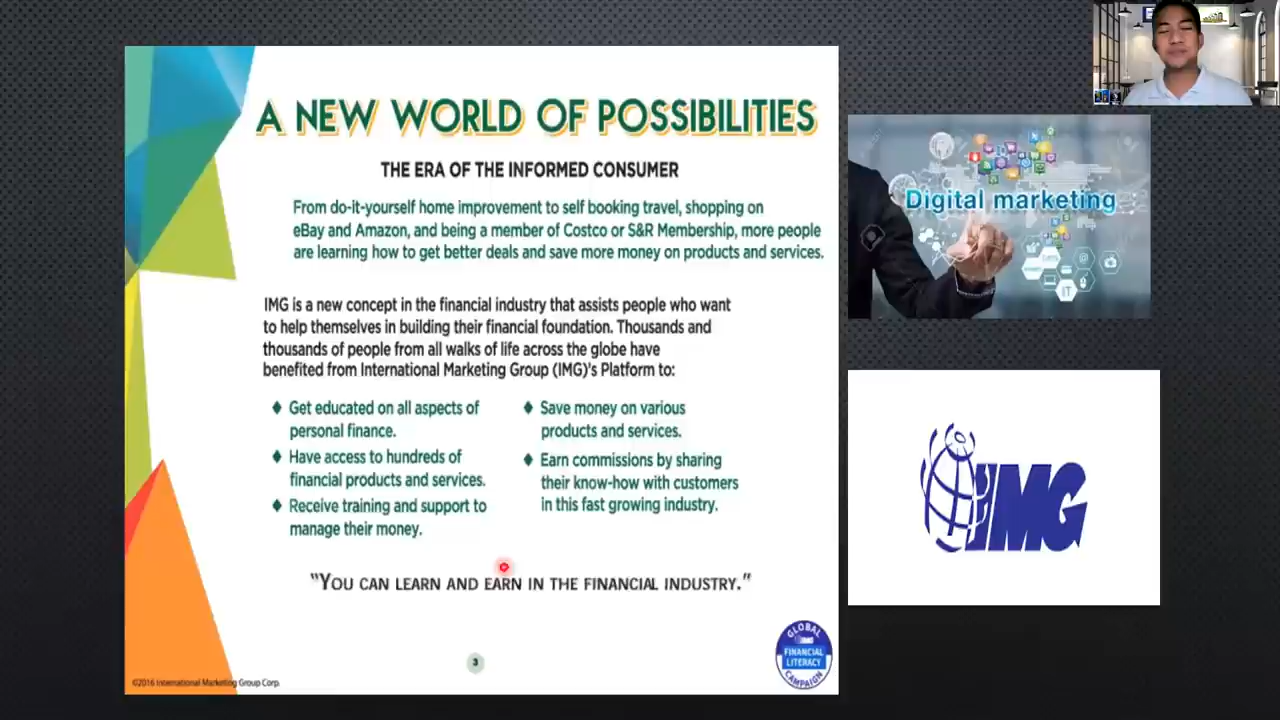 A NEW WORLD OF POSSIBILITIES
THE ERA OF THE INFORMED CONSUMER
From do-it-yourself home improvement to self booking travel, shopping on
eBay and Amazon, and being a member of Costco or S&R Membership, more people
are learning how to get better deals and save more money on products and services.
IMG is a new concept in the financial industry that assists people who want
to help themselves in building their financial foundation. Thousands and
thousands of people from all walks of life across the globe have
benefited from International Marketing Group (IMG)'s Platform to:
♦ Get educated on all aspects of
personal finance.
♦ Have access to hundreds of
financial products and services.
♦ Receive training and support to
manage their money.
♦ Save money on various
products and services.
♦ Earn commissions by sharing
their know-how with customers
in this fast growing industry.
"YOU CAN LEARN AND EARN IN THE FINANCIAL INDUSTRY."
3
©2016 International Marketing Group Corp.
GLOBAL
IMG
FINANCIAL
LITERACY
CAMPAIGN
Digital marketing
@
IT
IMG